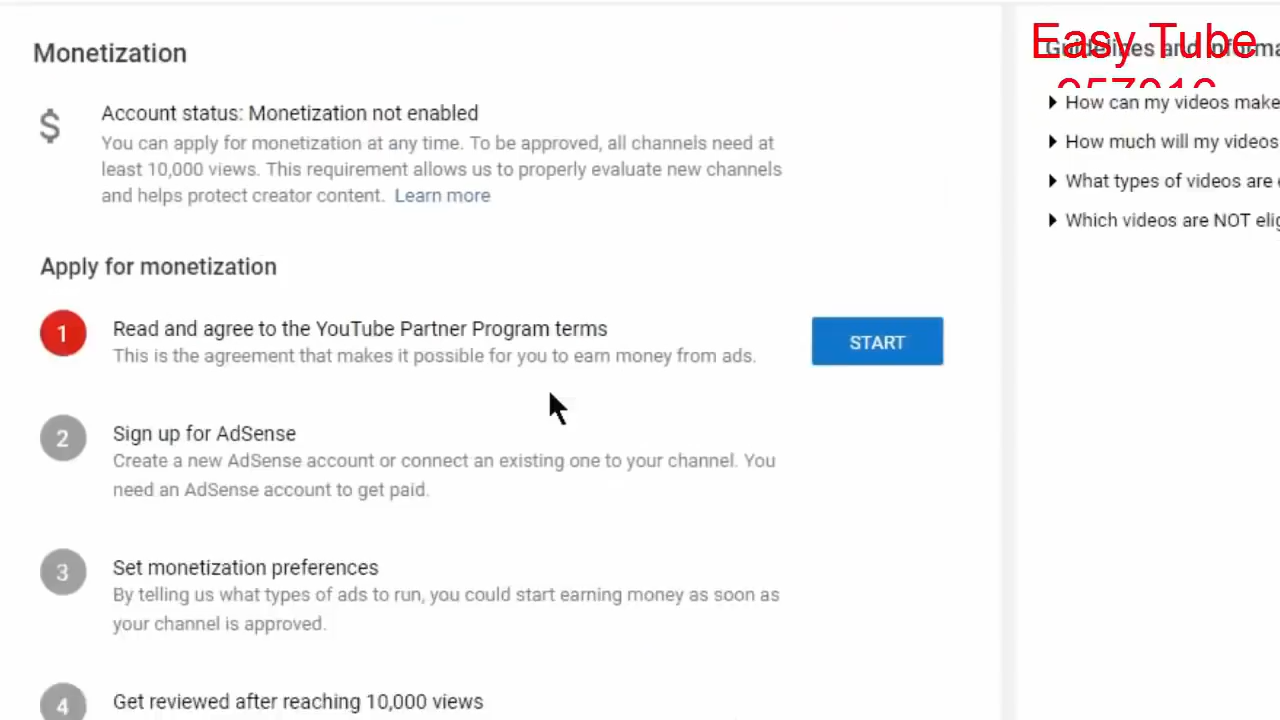 Monetization
$
Account status: Monetization not enabled
You can apply for monetization at any time. To be approved, all channels need at
least 10,000 views. This requirement allows us to properly evaluate new channels
and helps protect creator content. Learn more
Apply for monetization
1
Read and agree to the YouTube Partner Program terms
This is the agreement that makes it possible for you to earn money from ads.
START
2
Sign up for AdSense
Create a new AdSense account or connect an existing one to your channel. You
need an AdSense account to get paid.
3
Set monetization preferences
By telling us what types of ads to run, you could start earning money as soon as
your channel is approved.
4
Get reviewed after reaching 10,000 views
Easy Tube
How can my videos make
How much will my videos
What types of videos are
Which videos are NOT